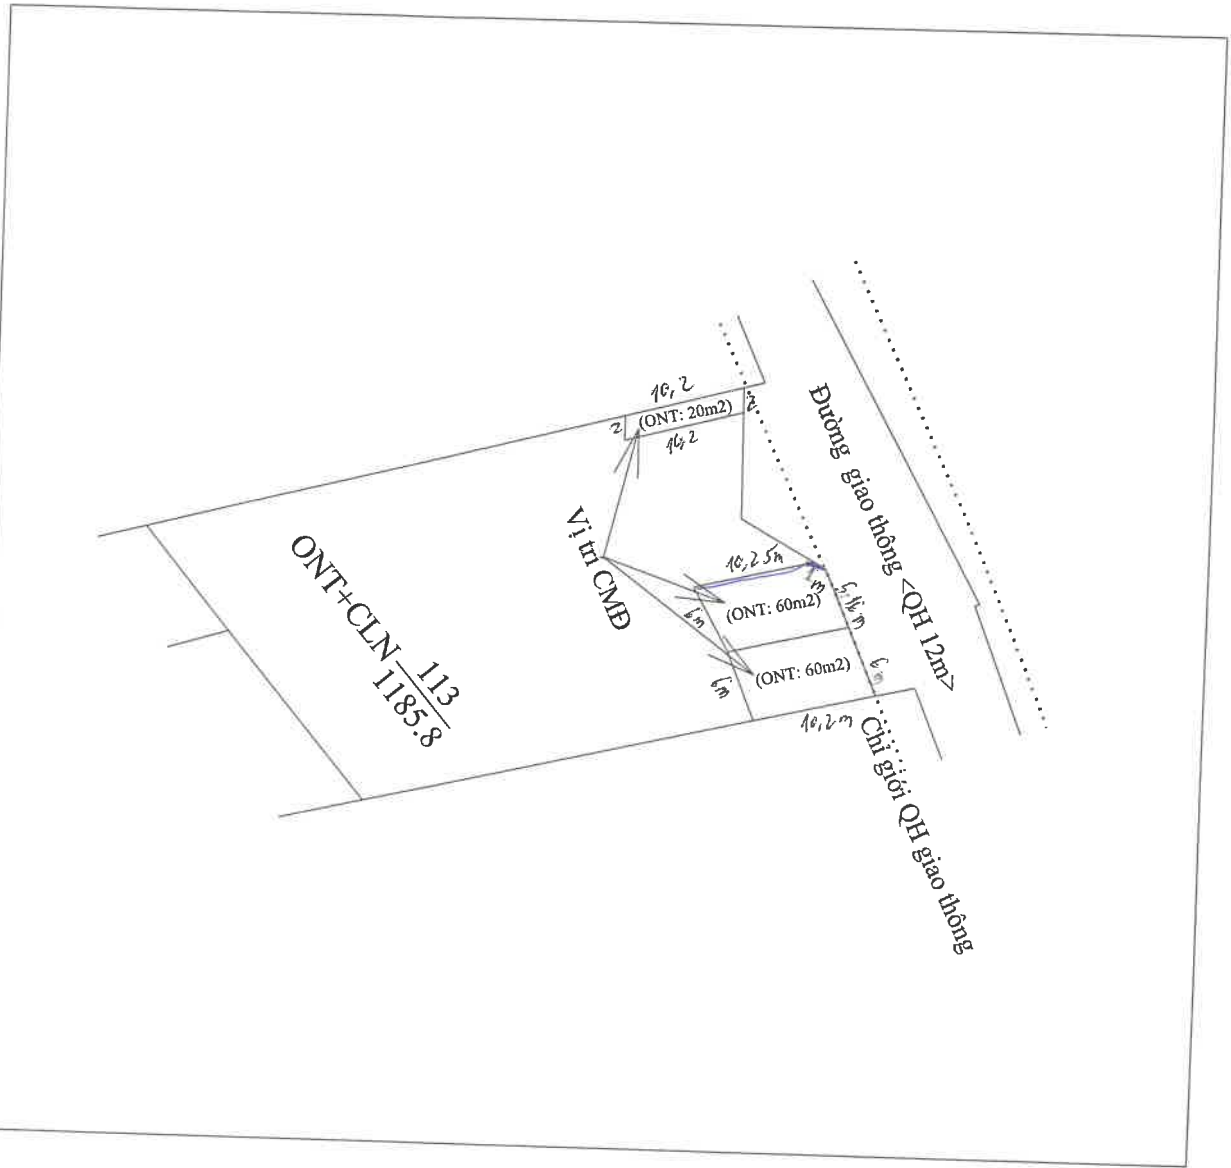 10,2
(ONT: 20m2)
2
2
10,2
Đường giao thông <QH 12m>
Vị trí CMĐ
10,25m
(ONT: 60m2)
6m
6m
(ONT: 60m2)
6m
10,2m
ONT+CLN
113
1185.8
Chỉ giới QH giao thông